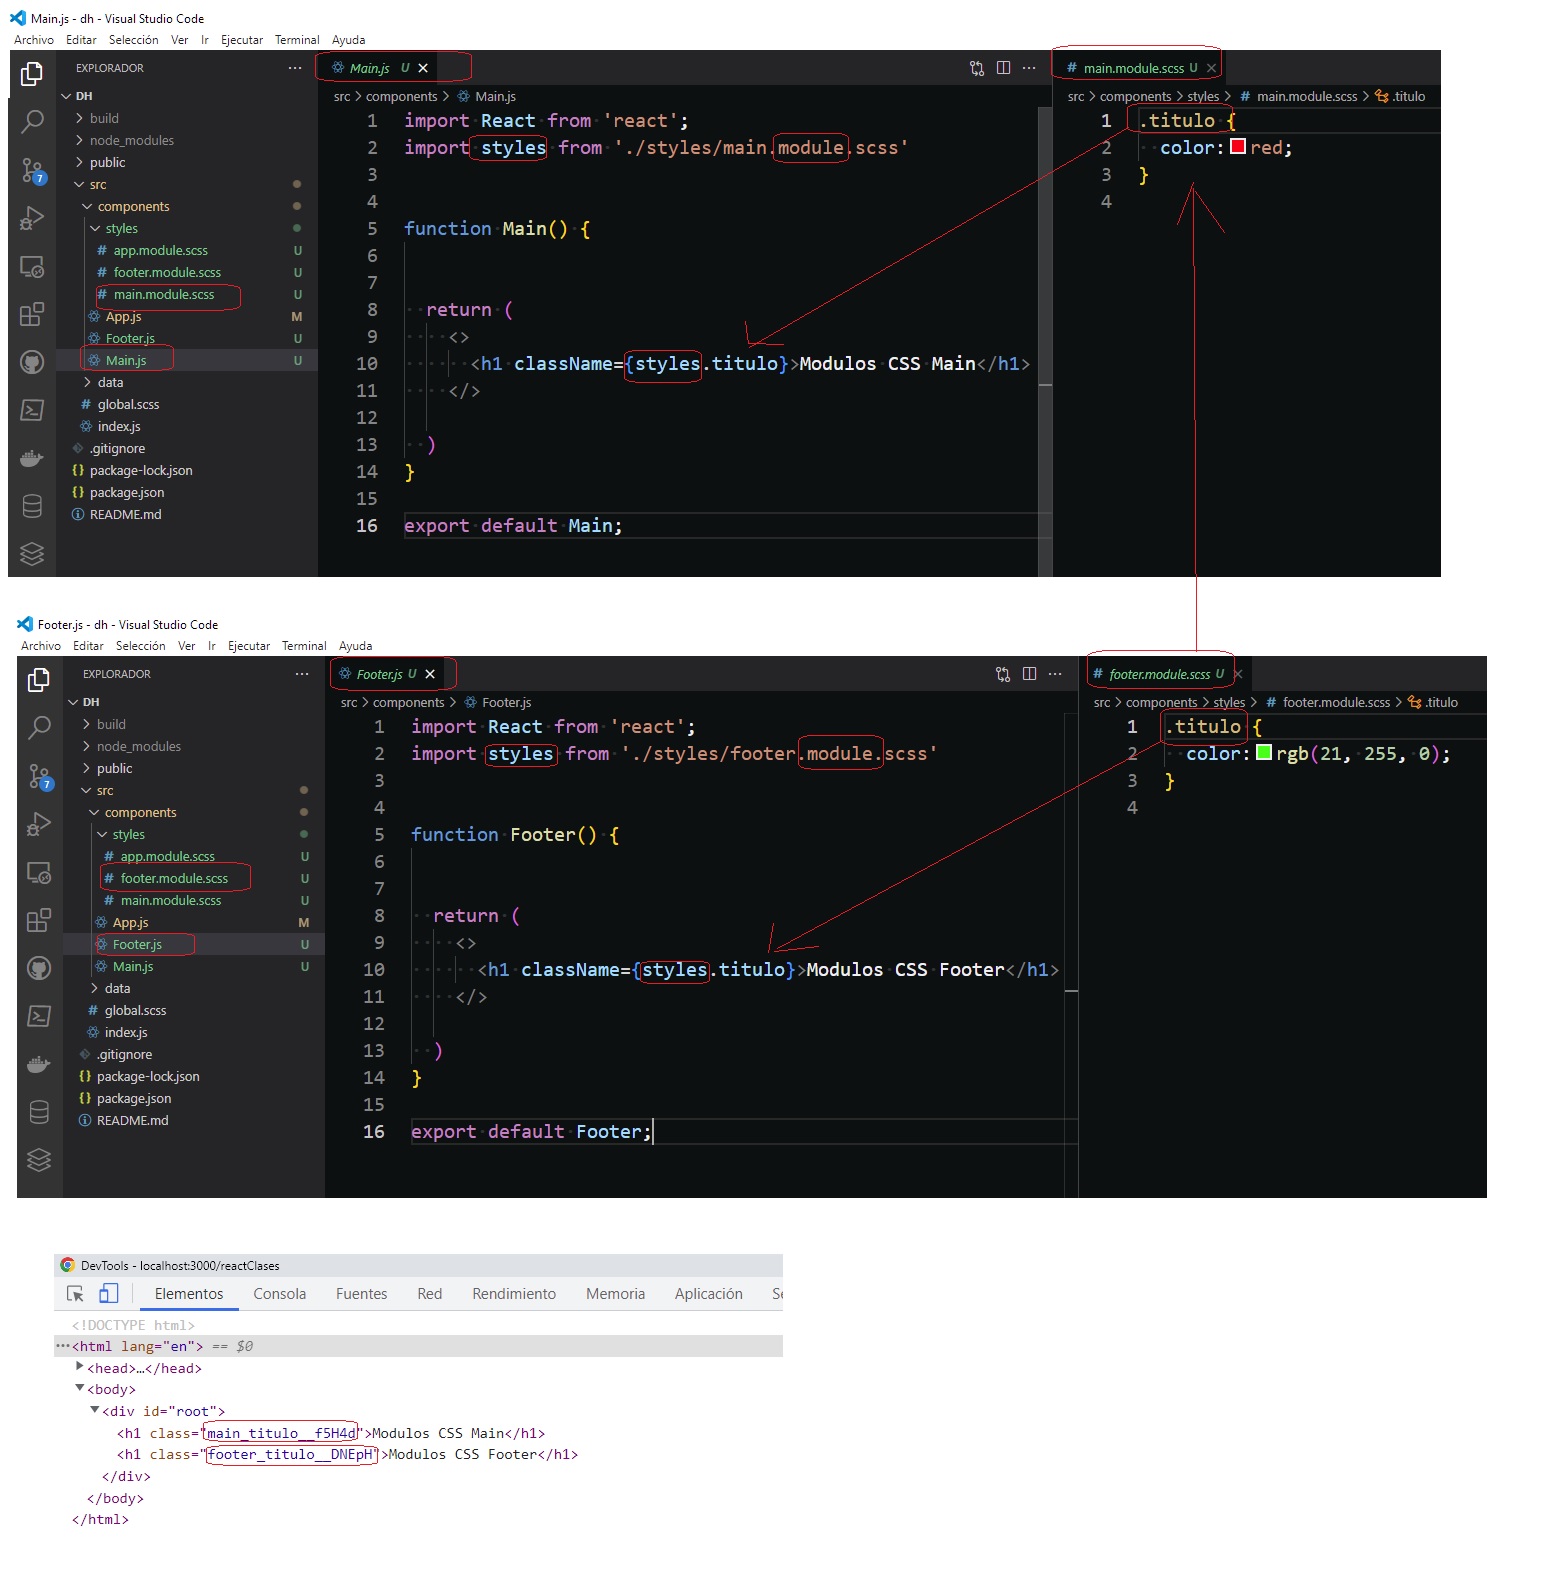 Main.js - dh - Visual Studio Code
Archivo Editar Selección Ver Ir Ejecutar Terminal Ayuda
EXPLORADOR
DH
build
node_modules
public
7
src
components
styles
app.module.scss U
footer.module.scss U
main.module.scss U
App.js M
Footer.js U
Main.js U
data
global.scss
index.js
.gitignore
package-lock.json
package.json
README.md
Main.js U
src > components > Main.js
1 import React from 'react';
2 import styles from './styles/main.module.scss'
3
4
5 function Main() {
6
7
8 return (
9 <>
10 <h1 className={styles.titulo}>Modulos CSS Main</h1>
11 </>
12
13 )
14 }
15
16 export default Main;
# main.module.scss U
src > components > styles > # main.module.scss > .titulo
1 .titulo {
2 color: red;
3 }
4
Footer.js - dh - Visual Studio Code
Archivo Editar Selección Ver Ir Ejecutar Terminal Ayuda
EXPLORADOR
DH
build
node_modules
public
7
src
components
styles
app.module.scss U
footer.module.scss U
main.module.scss U
App.js M
Footer.js U
Main.js U
data
global.scss
index.js
.gitignore
package-lock.json
package.json
README.md
Footer.js U
src > components > Footer.js
1 import React from 'react';
2 import styles from './styles/footer.module.scss'
3
4
5 function Footer() {
6
7
8 return (
9 <>
10 <h1 className={styles.titulo}>Modulos CSS Footer</h1>
11 </>
12
13 )
14 }
15
16 export default Footer;
# footer.module.scss U
src > components > styles > # footer.module.scss > .titulo
1 .titulo {
2 color: rgb(21, 255, 0);
3 }
4
DevTools - localhost:3000/reactClases
Elementos Consola Fuentes Red Rendimiento Memoria Aplicación
<!DOCTYPE html>
<html lang="en"> == $0
<head>…</head>
<body>
<div id="root">
<h1 class="main_titulo__f5H4d">Modulos CSS Main</h1>
<h1 class="footer_titulo__DNEpH">Modulos CSS Footer</h1>
</div>
</body>
</html>